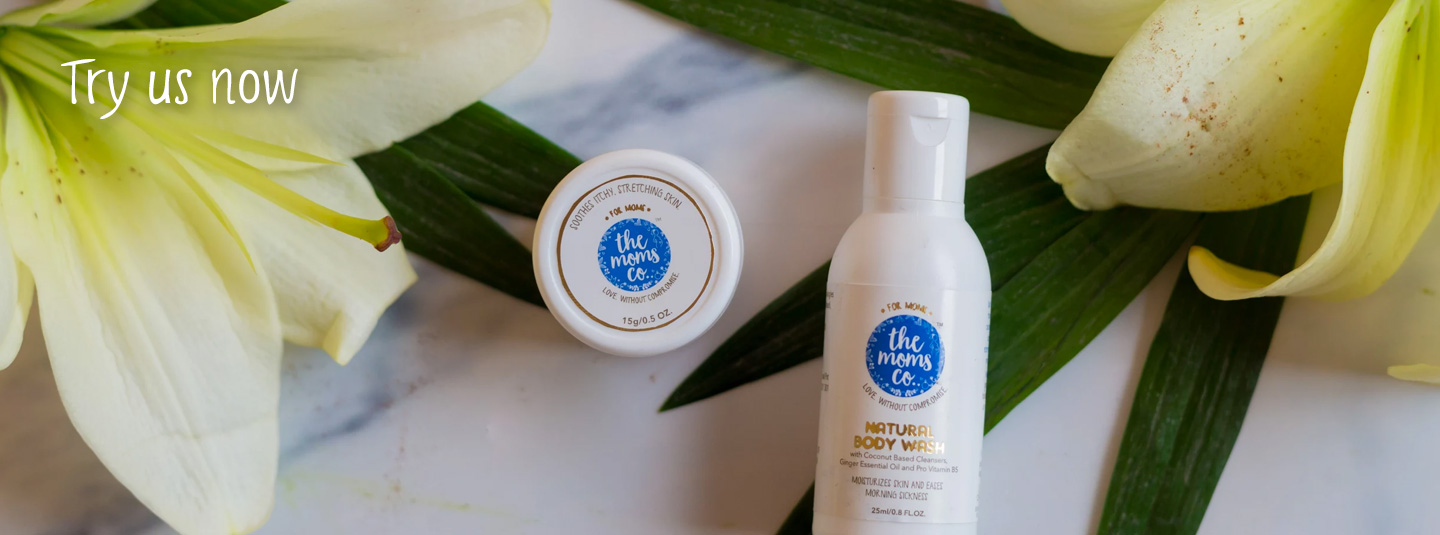 Try us now
SOOTHES ITCHY, STRETCHING SKIN.
• FOR MOMS •
the
moms
co.
LOVE. WITHOUT COMPROMISE.
15g/0.5 OZ.
• FOR MOMS •
the
moms
co.
LOVE. WITHOUT COMPROMISE.
NATURAL
BODY WASH
with Coconut Based Cleansers,
Ginger Essential Oil and Pro Vitamin B5
MOISTURIZES SKIN AND EASES
MORNING SICKNESS
25ml/0.8 FL.OZ.